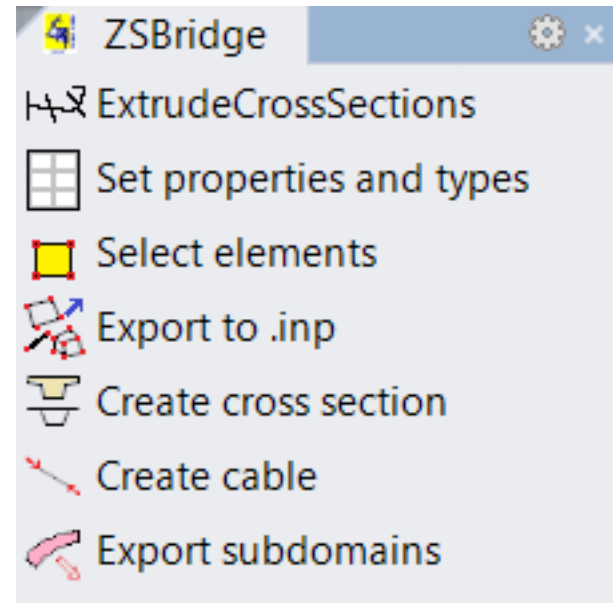 ZSBridge
ExtrudeCrossSections
Set properties and types
Select elements
Export to .inp
Create cross section
Create cable
Export subdomains